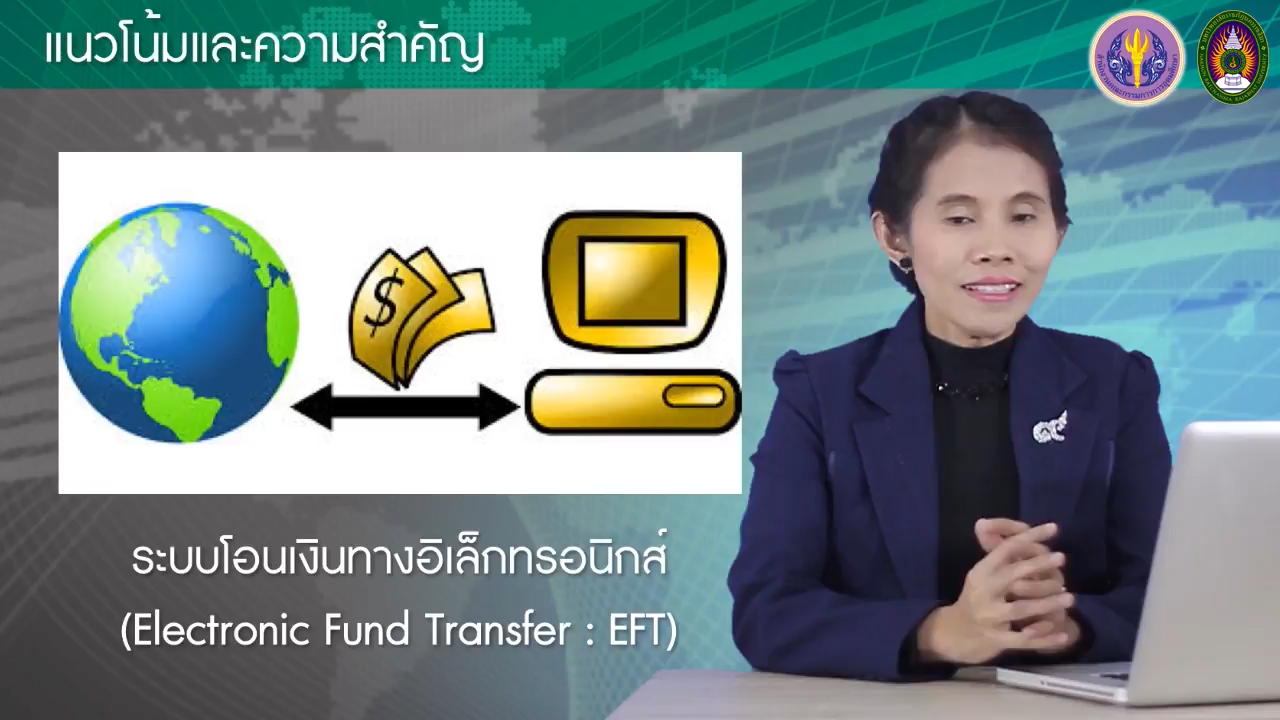 แนวโน้มและความสำคัญ
$
ระบบโอนเงินทางอิเล็กทรอนิกส์
(Electronic Fund Transfer : EFT)